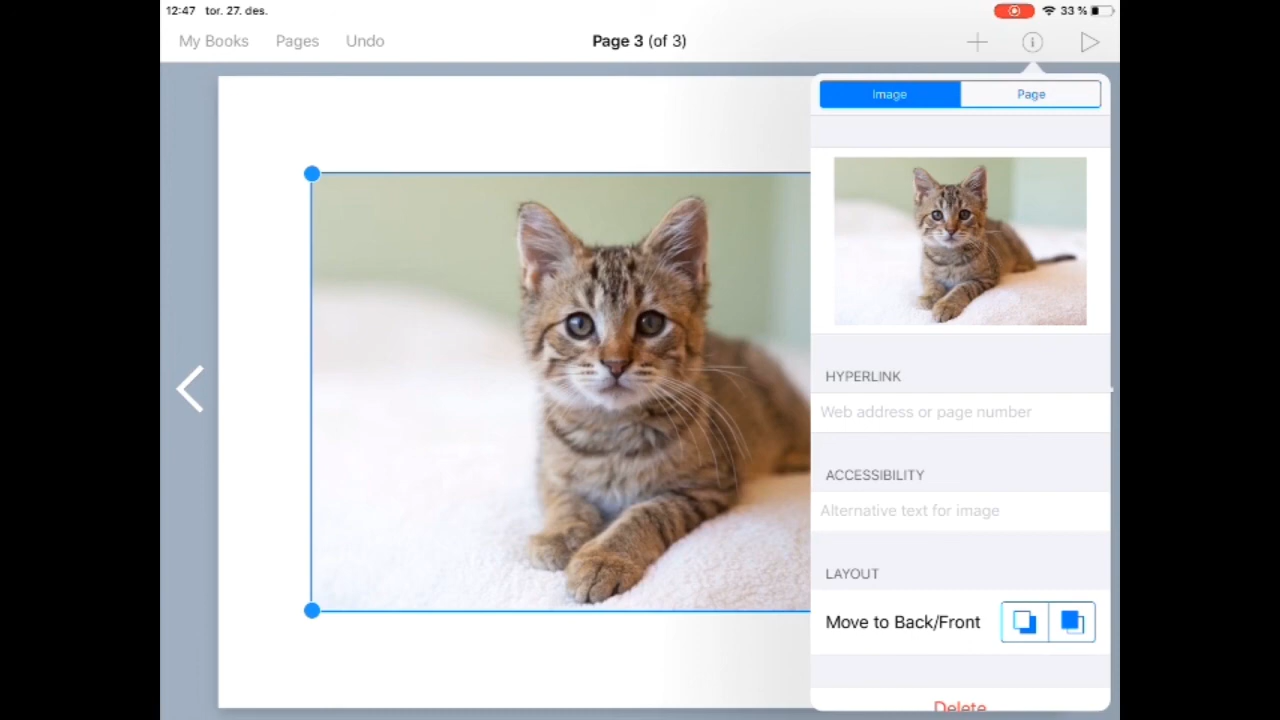 12:47 tor. 27. des. 33 %
My Books Pages Undo Page 3 (of 3)
Image Page
HYPERLINK
Web address or page number
ACCESSIBILITY
Alternative text for image
LAYOUT
Move to Back/Front
Delete